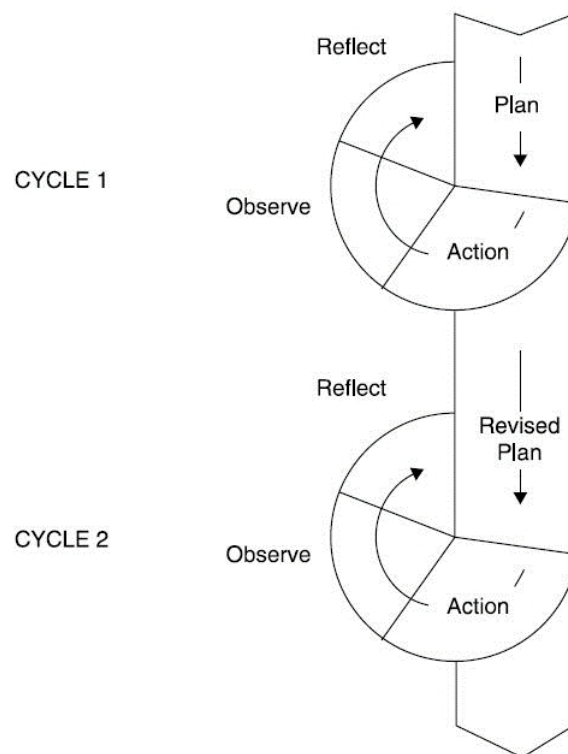 Reflect
Plan
CYCLE 1
Observe
Action
Reflect
Revised
Plan
CYCLE 2
Observe
Action